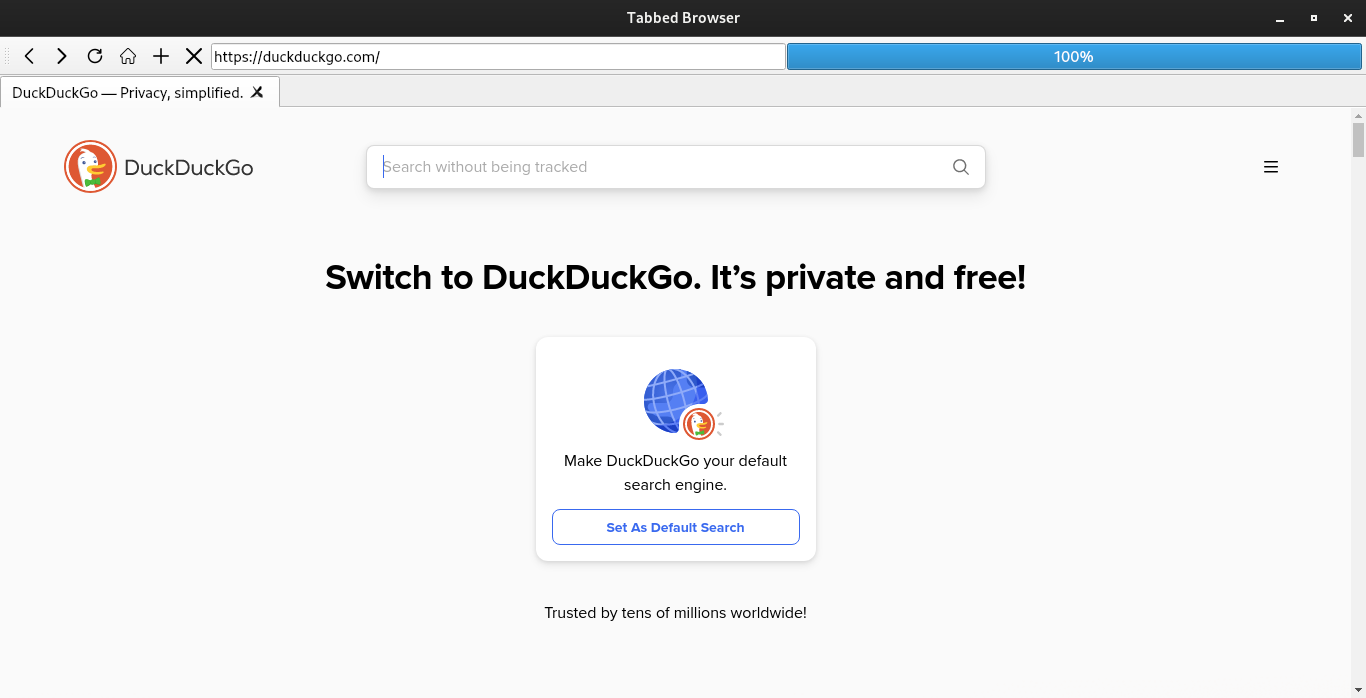 Tabbed Browser
https://duckduckgo.com/
100%
DuckDuckGo — Privacy, simplified.
DuckDuckGo
Search without being tracked
Switch to DuckDuckGo. It’s private and free!
Make DuckDuckGo your default
search engine.
Set As Default Search
Trusted by tens of millions worldwide!